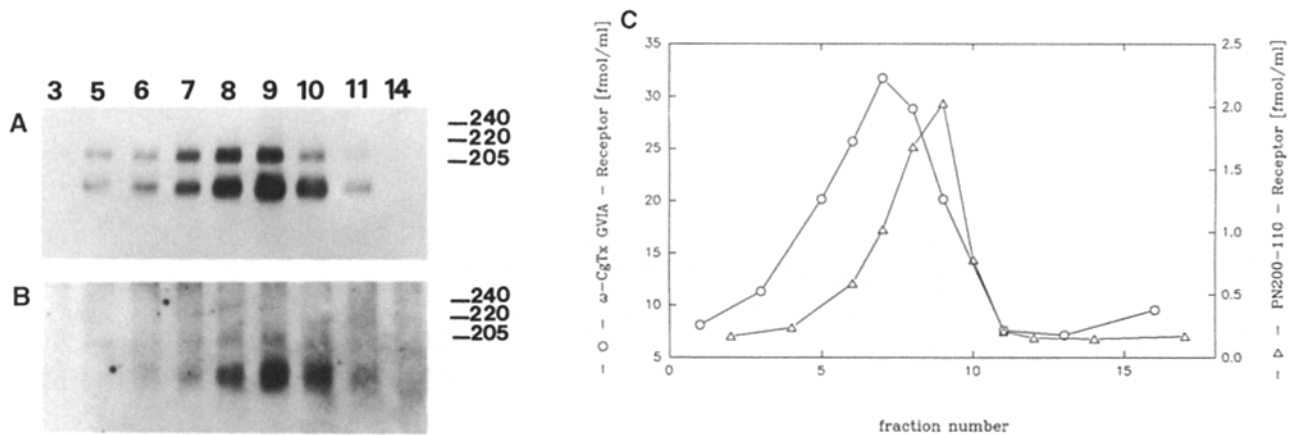 3 5 6 7 8 9 10 11 14
A
–240
–220
–205
B
–240
–220
–205
C
35
30
25
20
15
10
5
2.5
2.0
1.5
1.0
0.5
0.0
0 5 10 15
fraction number
– ○ – ω–CgTx GVIA – Receptor [fmol/ml]
– △ – PN200–110 – Receptor [fmol/ml]